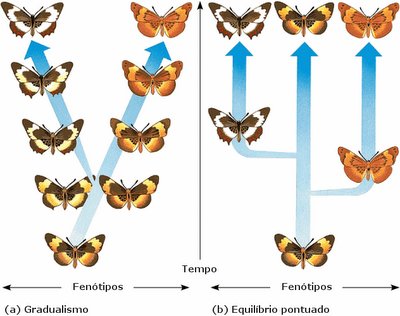 Tempo
Fenótipos
Fenótipos
(a) Gradualismo
(b) Equilíbrio pontuado